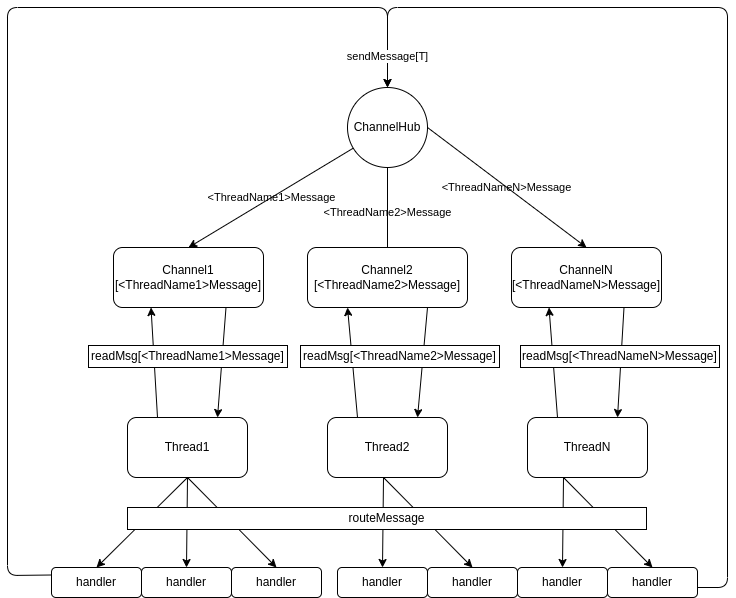 sendMessage[T]
ChannelHub
<ThreadName1>Message
<ThreadName2>Message
<ThreadNameN>Message
Channel1
[<ThreadName1>Message]
Channel2
[<ThreadName2>Message]
ChannelN
[<ThreadNameN>Message]
readMsg[<ThreadName1>Message]
readMsg[<ThreadName2>Message]
readMsg[<ThreadNameN>Message]
Thread1
Thread2
ThreadN
routeMessage
handler
handler
handler
handler
handler
handler
handler